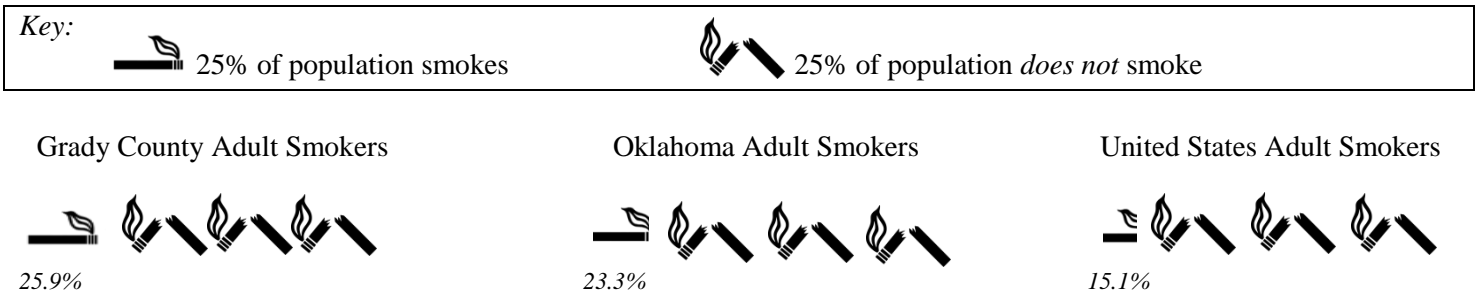 Key:
25% of population smokes 25% of population does not smoke
Grady County Adult Smokers Oklahoma Adult Smokers United States Adult Smokers
25.9% 23.3% 15.1%